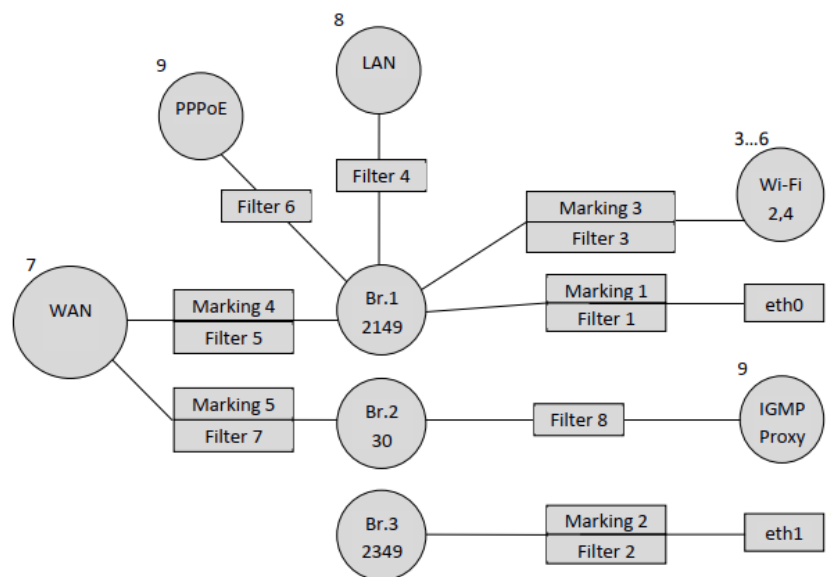 8
LAN
9
PPPoE
3...6
Wi-Fi
2,4
Filter 4
Filter 6
Marking 3
Filter 3
7
WAN
Marking 4
Filter 5
Br.1
2149
Marking 1
Filter 1
eth0
Marking 5
Filter 7
Br.2
30
Filter 8
9
IGMP
Proxy
Br.3
2349
Marking 2
Filter 2
eth1